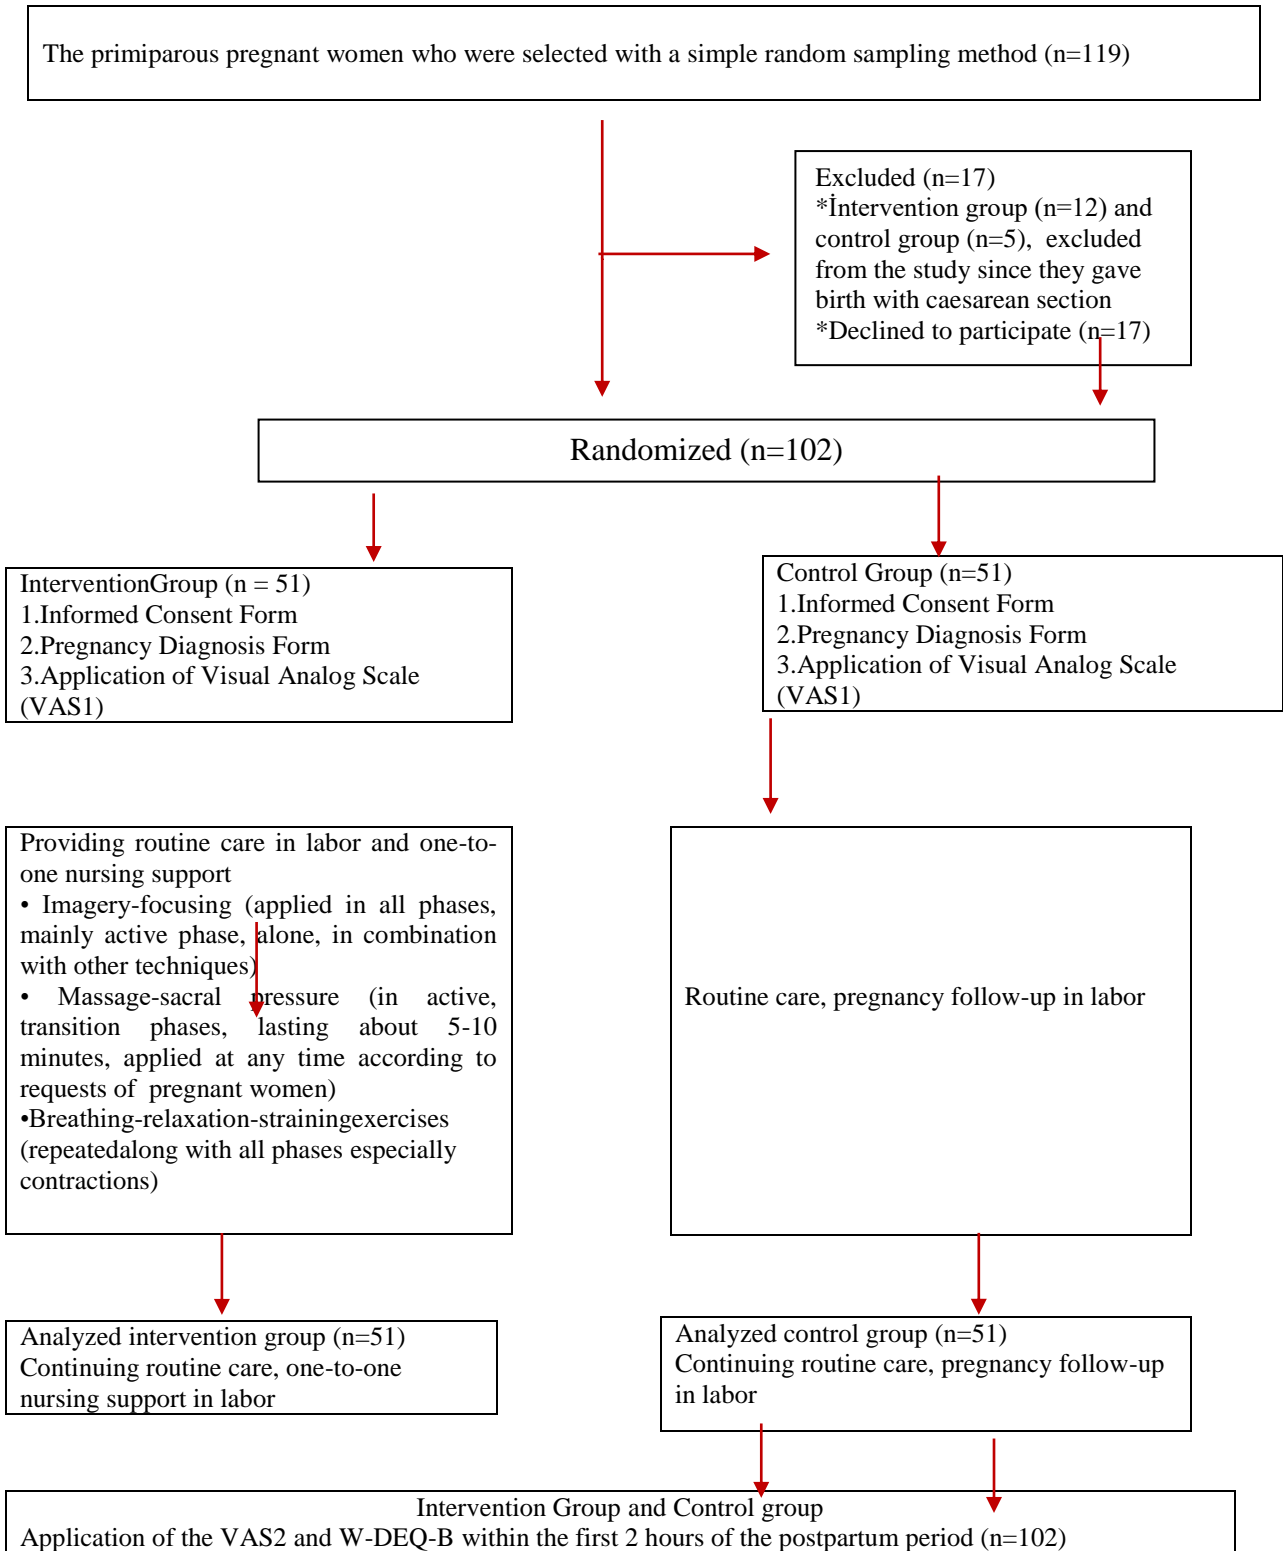 The primiparous pregnant women who were selected with a simple random sampling method (n=119)
Excluded (n=17)
*İntervention group (n=12) and
control group (n=5), excluded
from the study since they gave
birth with caesarean section
*Declined to participate (n=17)
Randomized (n=102)
InterventionGroup (n = 51)
1.Informed Consent Form
2.Pregnancy Diagnosis Form
3.Application of Visual Analog Scale
(VAS1)
Control Group (n=51)
1.Informed Consent Form
2.Pregnancy Diagnosis Form
3.Application of Visual Analog Scale
(VAS1)
Providing routine care in labor and one-to-
one nursing support
• Imagery-focusing (applied in all phases,
mainly active phase, alone, in combination
with other techniques)
• Massage-sacral pressure (in active,
transition phases, lasting about 5-10
minutes, applied at any time according to
requests of pregnant women)
•Breathing-relaxation-strainingexercises
(repeatedalong with all phases especially
contractions)
Routine care, pregnancy follow-up in labor
Analyzed intervention group (n=51)
Continuing routine care, one-to-one
nursing support in labor
Analyzed control group (n=51)
Continuing routine care, pregnancy follow-up
in labor
Intervention Group and Control group
Application of the VAS2 and W-DEQ-B within the first 2 hours of the postpartum period (n=102)